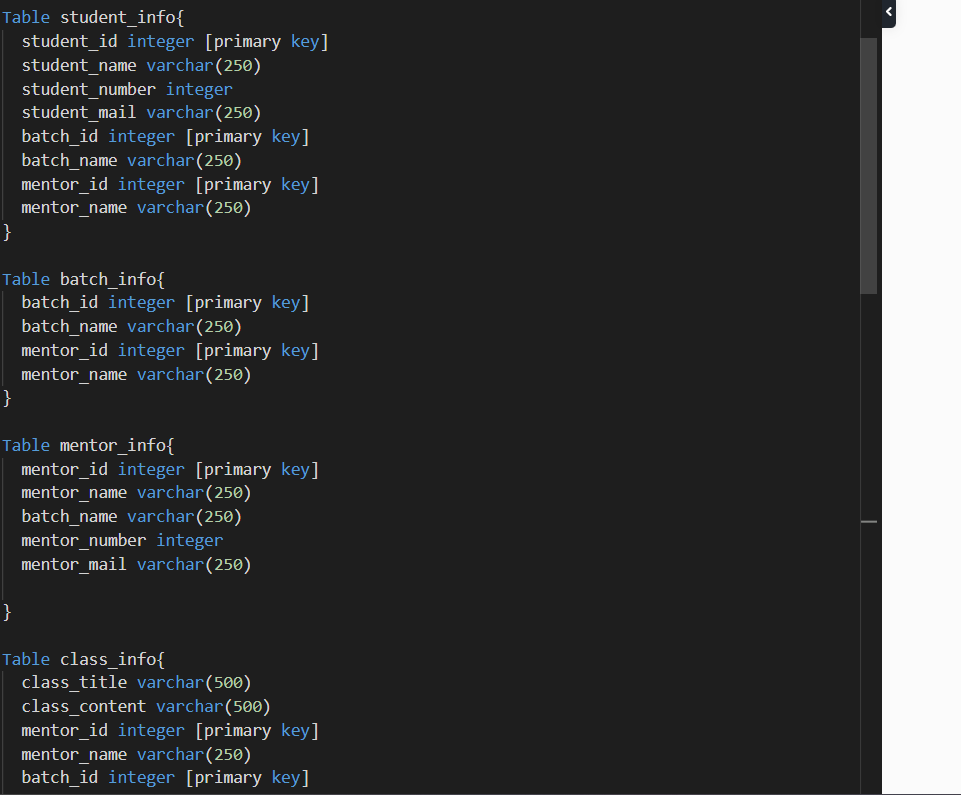 Table student_info{
  student_id integer [primary key]
  student_name varchar(250)
  student_number integer
  student_mail varchar(250)
  batch_id integer [primary key]
  batch_name varchar(250)
  mentor_id integer [primary key]
  mentor_name varchar(250)
}
Table batch_info{
  batch_id integer [primary key]
  batch_name varchar(250)
  mentor_id integer [primary key]
  mentor_name varchar(250)
}
Table mentor_info{
  mentor_id integer [primary key]
  mentor_name varchar(250)
  batch_name varchar(250)
  mentor_number integer
  mentor_mail varchar(250)
}
Table class_info{
  class_title varchar(500)
  class_content varchar(500)
  mentor_id integer [primary key]
  mentor_name varchar(250)
  batch_id integer [primary key]